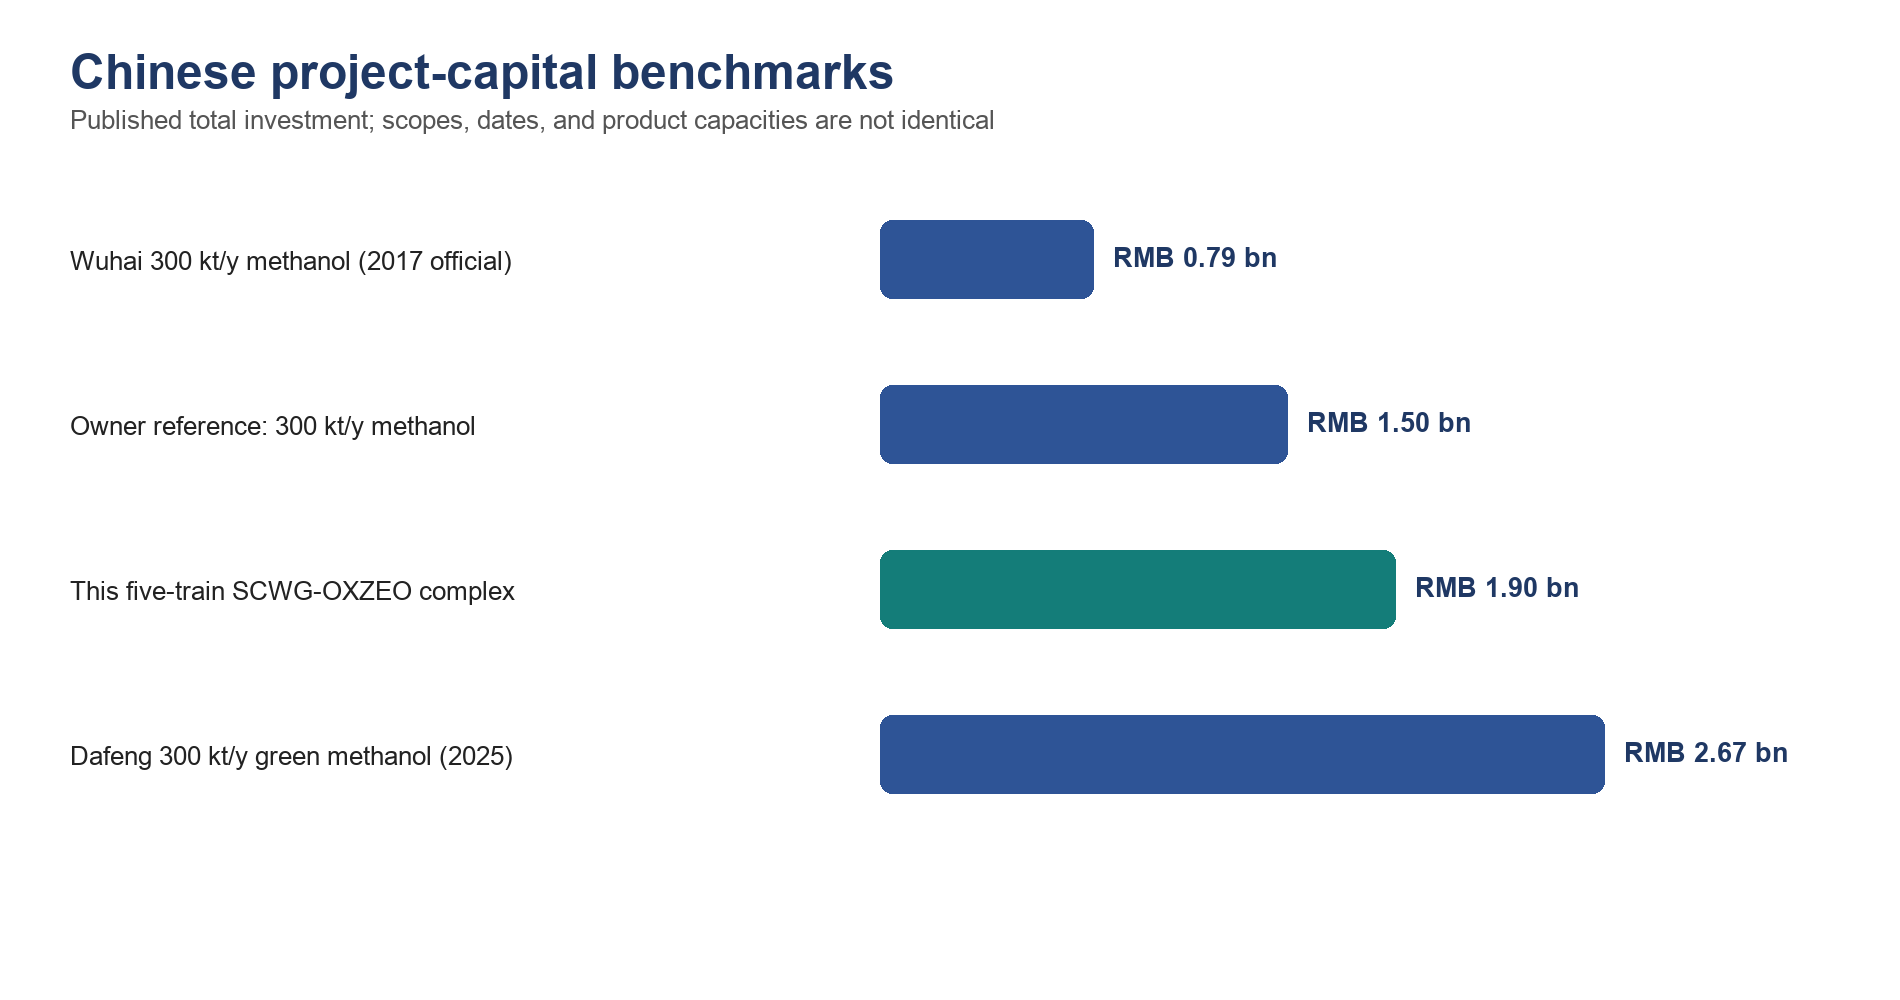 Chinese project-capital benchmarks
Published total investment; scopes, dates, and product capacities are not identical
Wuhai 300 kt/y methanol (2017 official)
RMB 0.79 bn
Owner reference: 300 kt/y methanol
RMB 1.50 bn
This five-train SCWG-OXZEO complex
RMB 1.90 bn
Dafeng 300 kt/y green methanol (2025)
RMB 2.67 bn